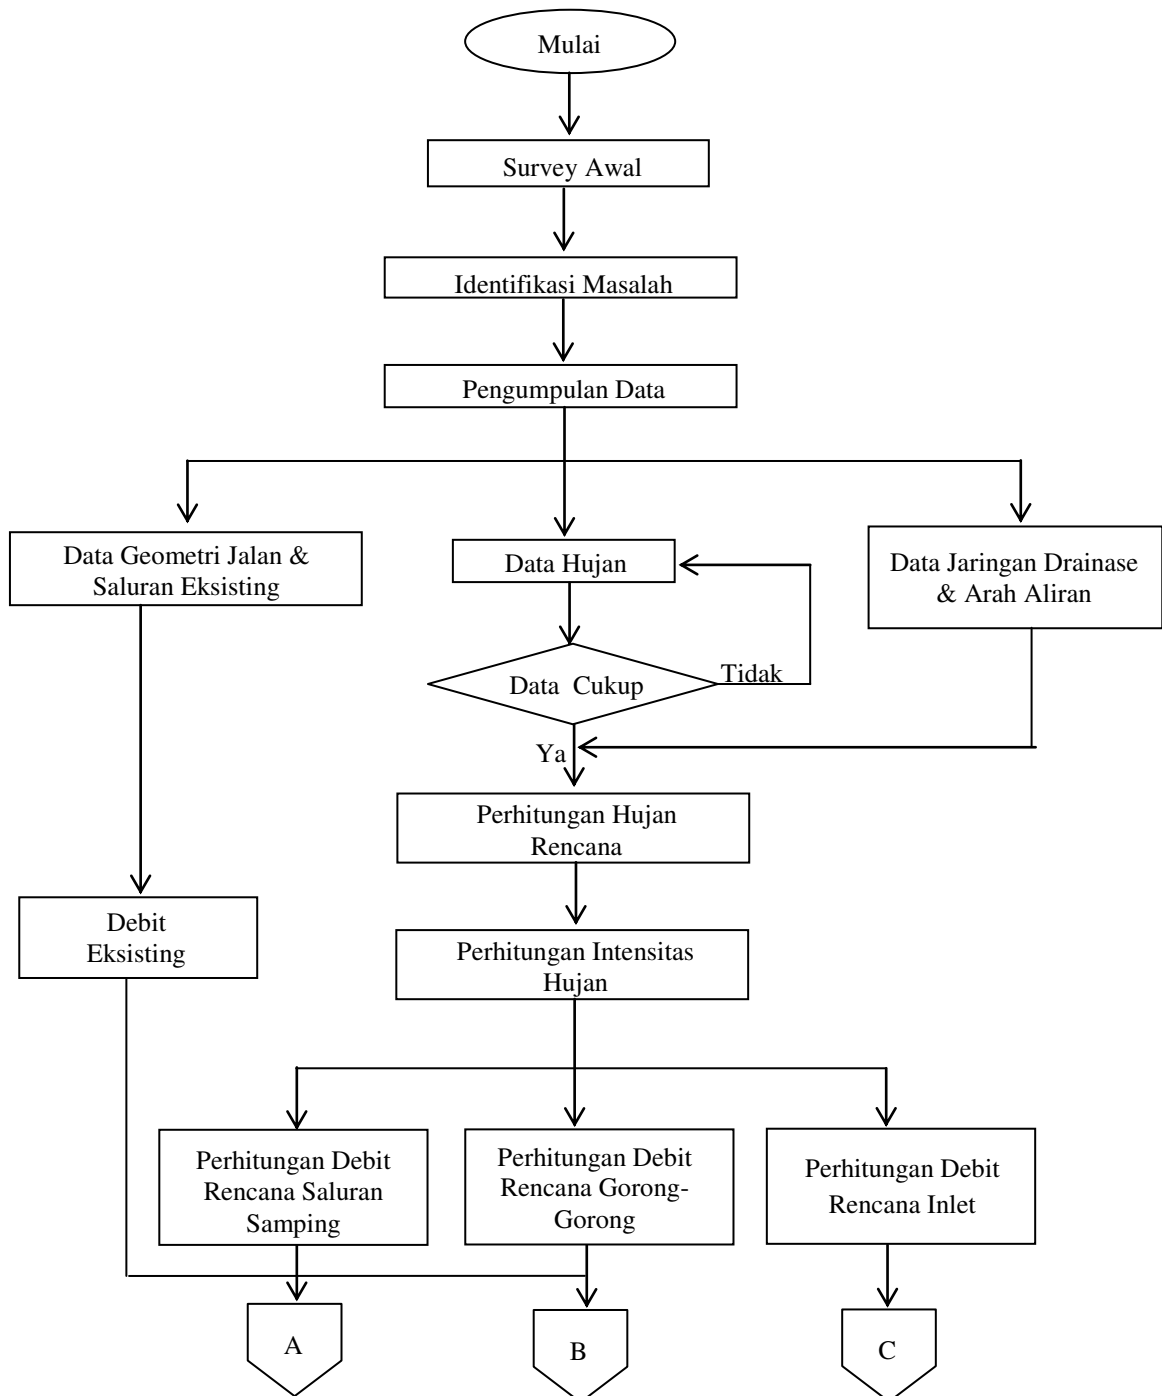 Mulai
Survey Awal
Identifikasi Masalah
Pengumpulan Data
Data Geometri Jalan &
Saluran Eksisting
Data Hujan
Data Jaringan Drainase
& Arah Aliran
Data Cukup
Tidak
Ya
Perhitungan Hujan
Rencana
Debit
Eksisting
Perhitungan Intensitas
Hujan
Perhitungan Debit
Rencana Saluran
Samping
Perhitungan Debit
Rencana Gorong-
Gorong
Perhitungan Debit
Rencana Inlet
A
B
C